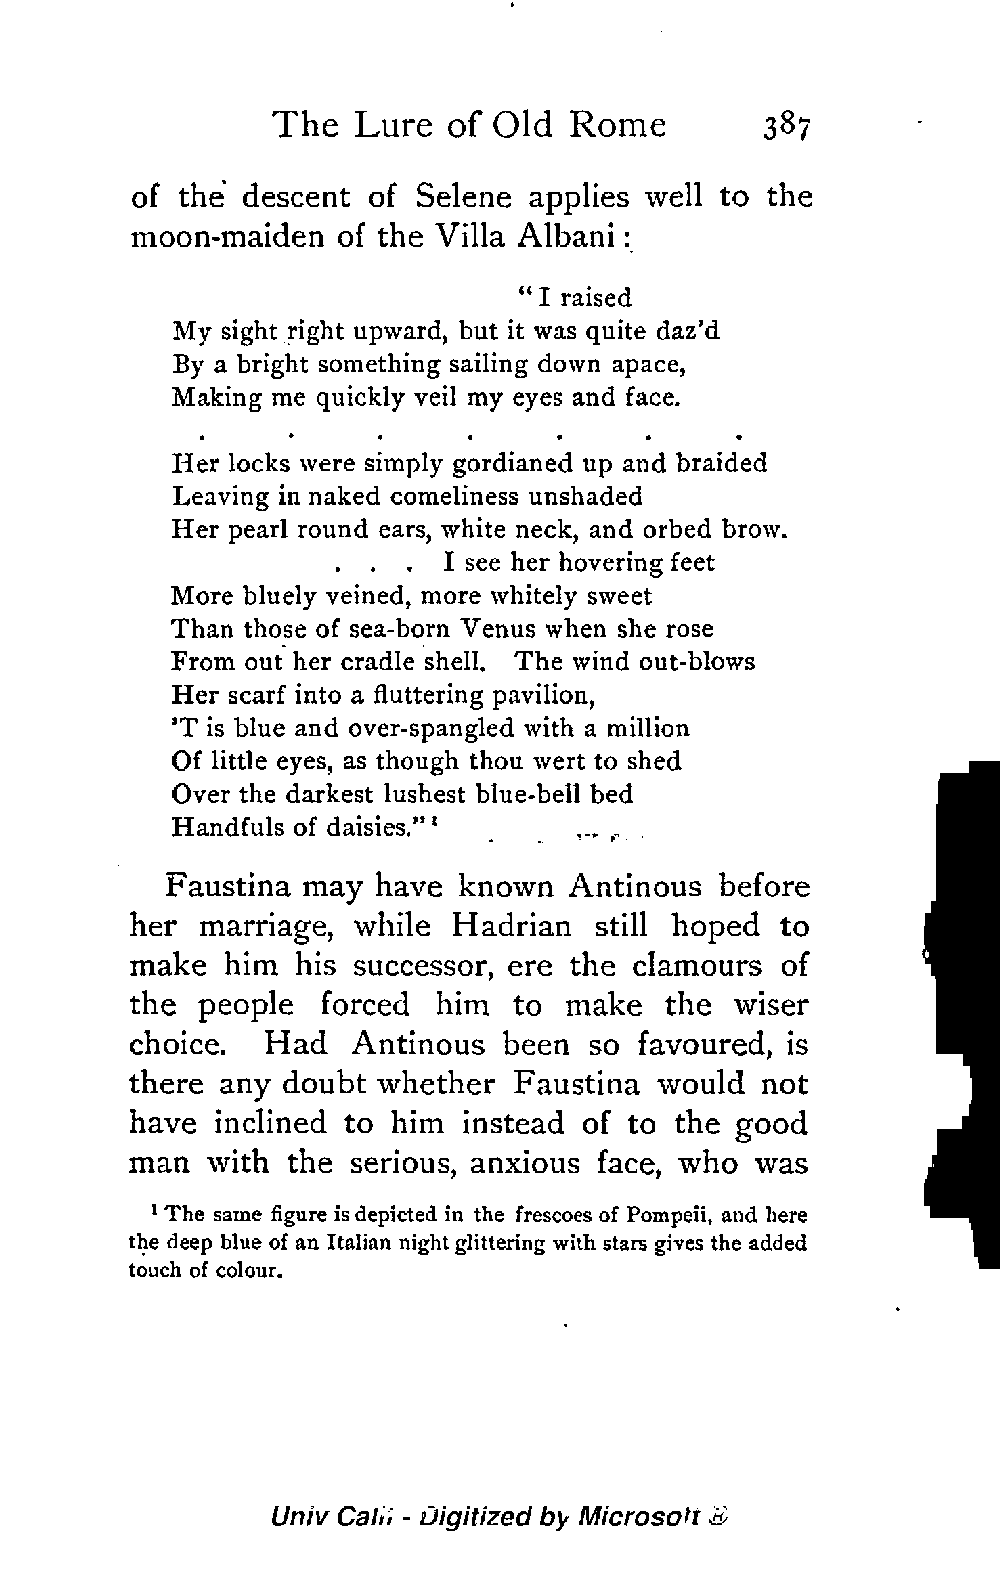 The Lure of Old Rome 387
of the descent of Selene applies well to the
moon-maiden of the Villa Albani :
"I raised
My sight right upward, but it was quite daz'd
By a bright something sailing down apace,
Making me quickly veil my eyes and face.
. . . . . . .
Her locks were simply gordianed up and braided
Leaving in naked comeliness unshaded
Her pearl round ears, white neck, and orbed brow.
. . . I see her hovering feet
More bluely veined, more whitely sweet
Than those of sea-born Venus when she rose
From out her cradle shell. The wind out-blows
Her scarf into a fluttering pavilion,
'T is blue and over-spangled with a million
Of little eyes, as though thou wert to shed
Over the darkest lushest blue-bell bed
Handfuls of daisies." ¹
Faustina may have known Antinous before
her marriage, while Hadrian still hoped to
make him his successor, ere the clamours of
the people forced him to make the wiser
choice. Had Antinous been so favoured, is
there any doubt whether Faustina would not
have inclined to him instead of to the good
man with the serious, anxious face, who was
¹ The same figure is depicted in the frescoes of Pompeii, and here
the deep blue of an Italian night glittering with stars gives the added
touch of colour.
Univ Calif - Digitized by Microsoft ®